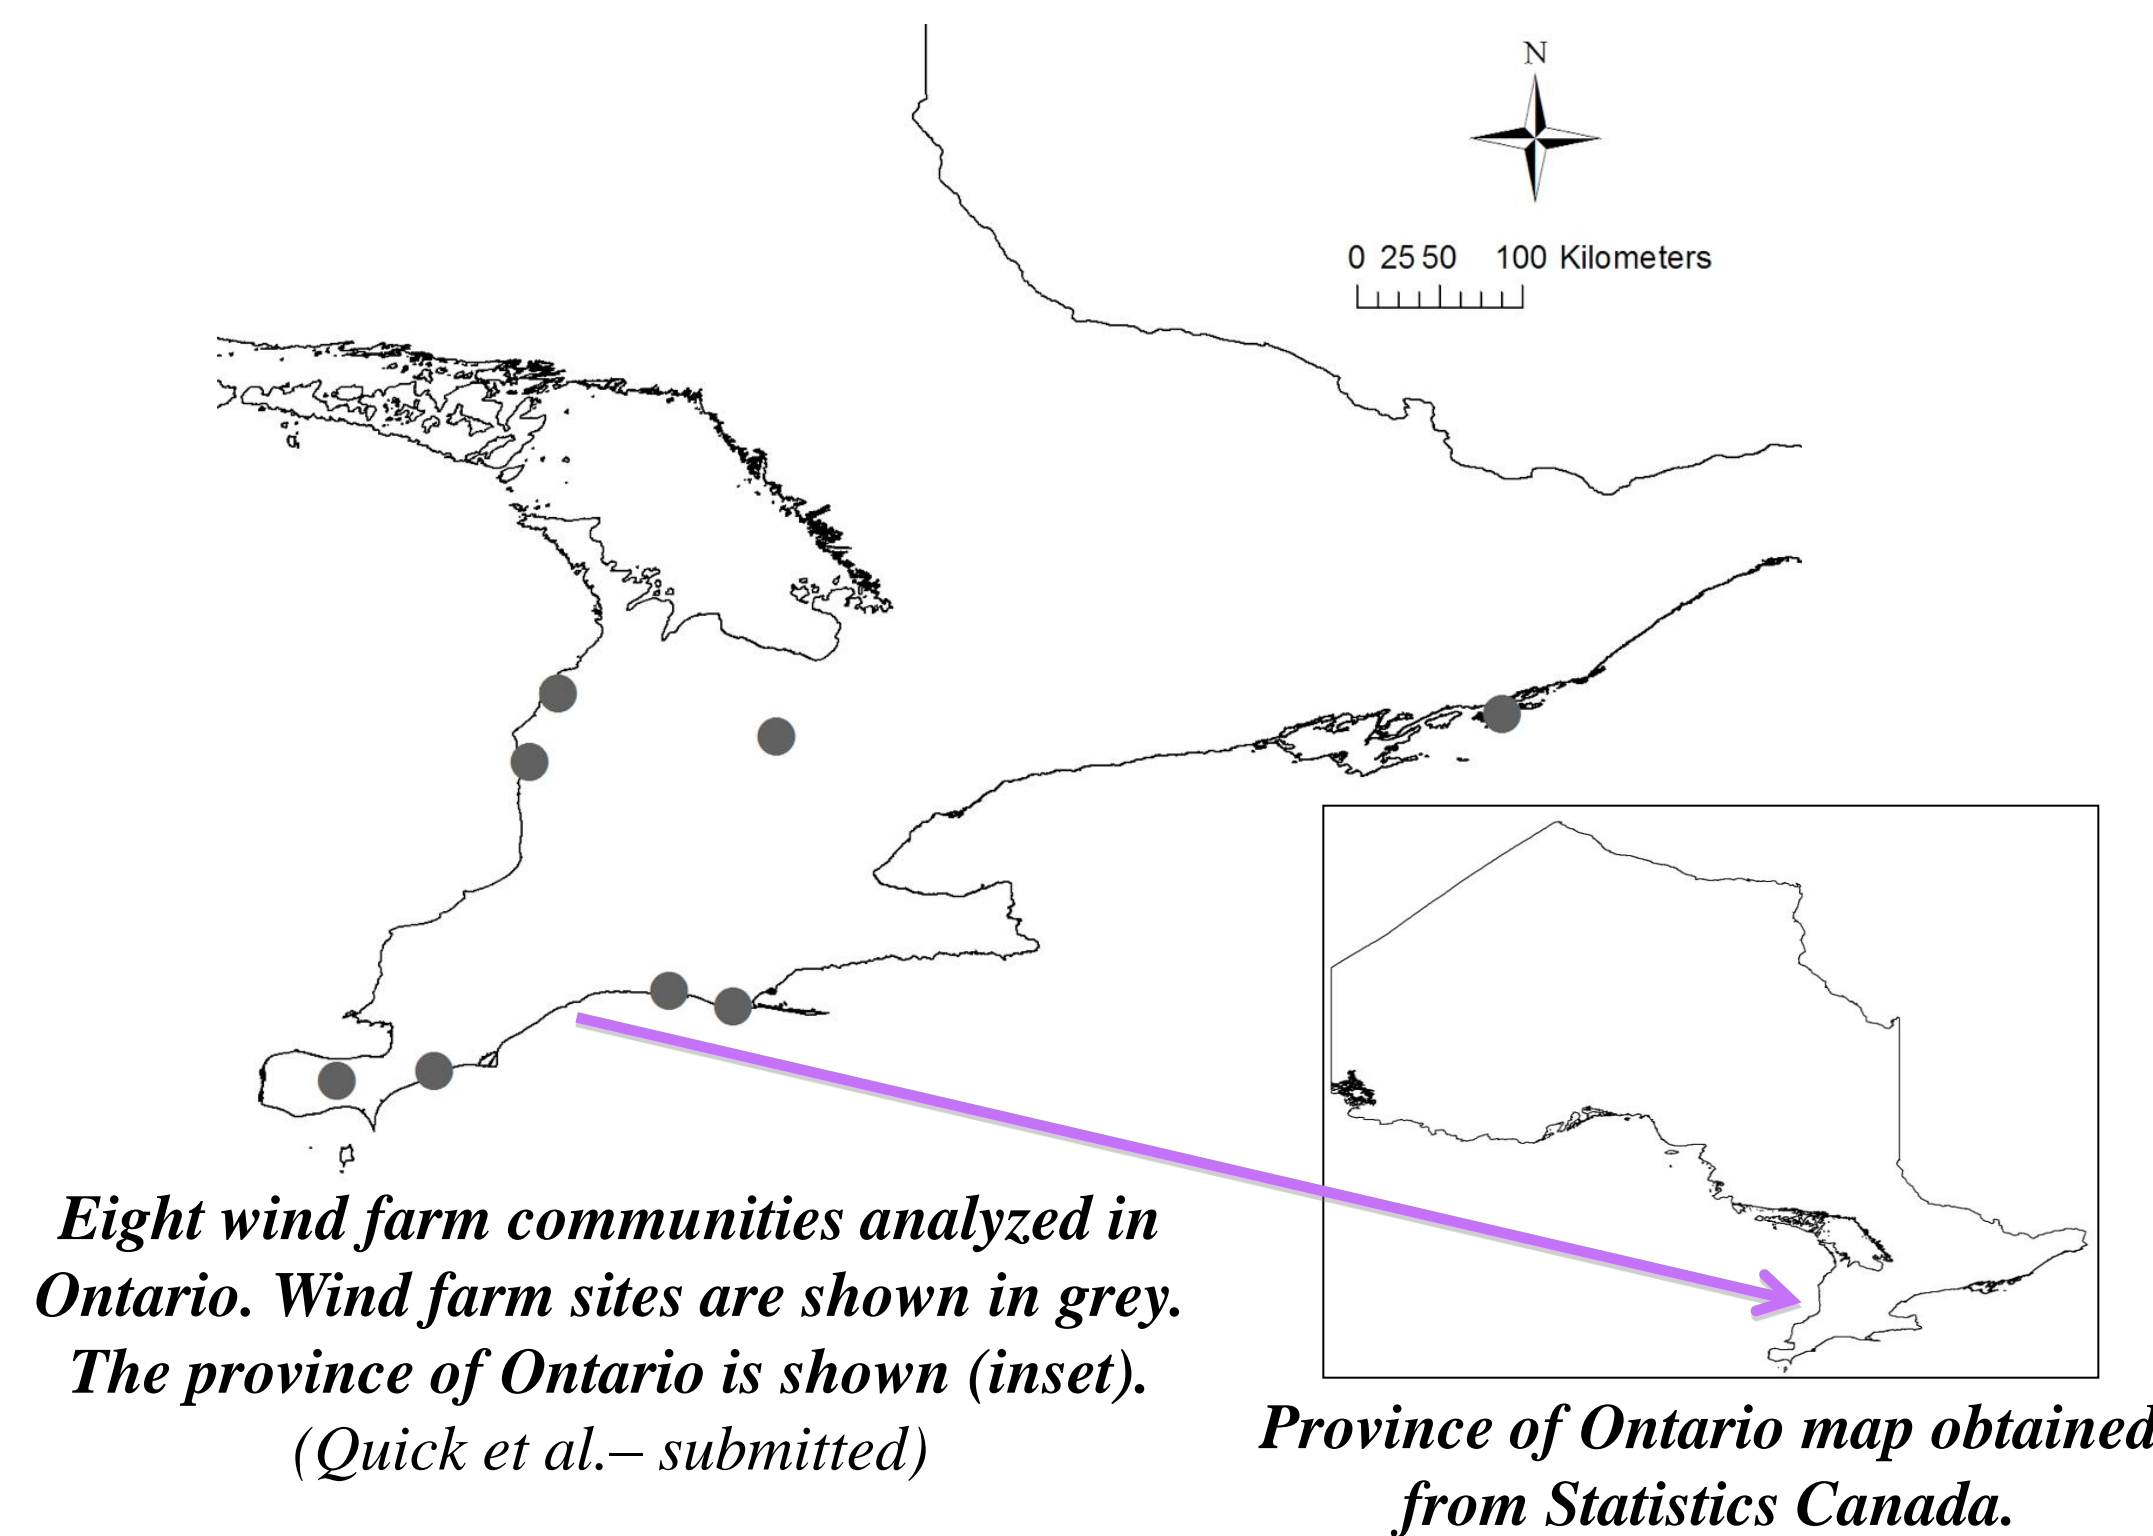 N
0 25 50 100 Kilometers
Eight wind farm communities analyzed in
Ontario. Wind farm sites are shown in grey.
The province of Ontario is shown (inset).
(Quick et al.– submitted)
Province of Ontario map obtained
from Statistics Canada.